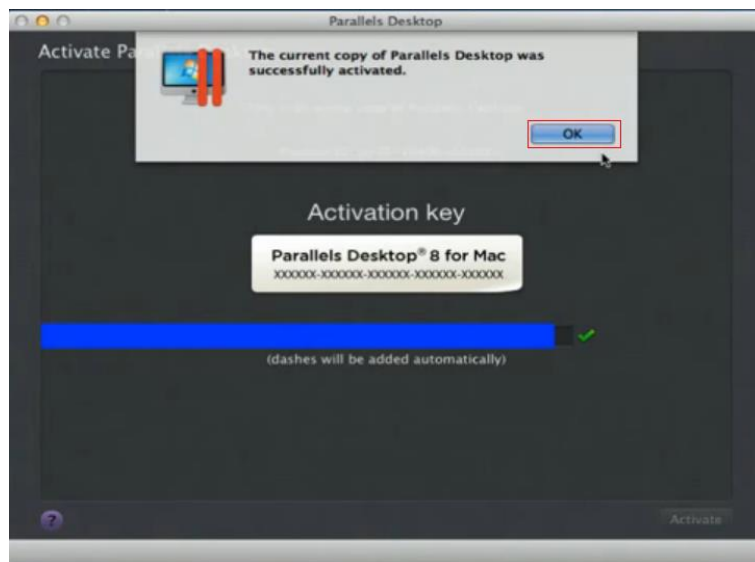 Parallels Desktop
Activate Pa
The current copy of Parallels Desktop was
successfully activated.
OK
Activation key
Parallels Desktop® 8 for Mac
XXXXXX-XXXXXX-XXXXXX-XXXXXX-XXXXXX
(dashes will be added automatically)
?
Activate